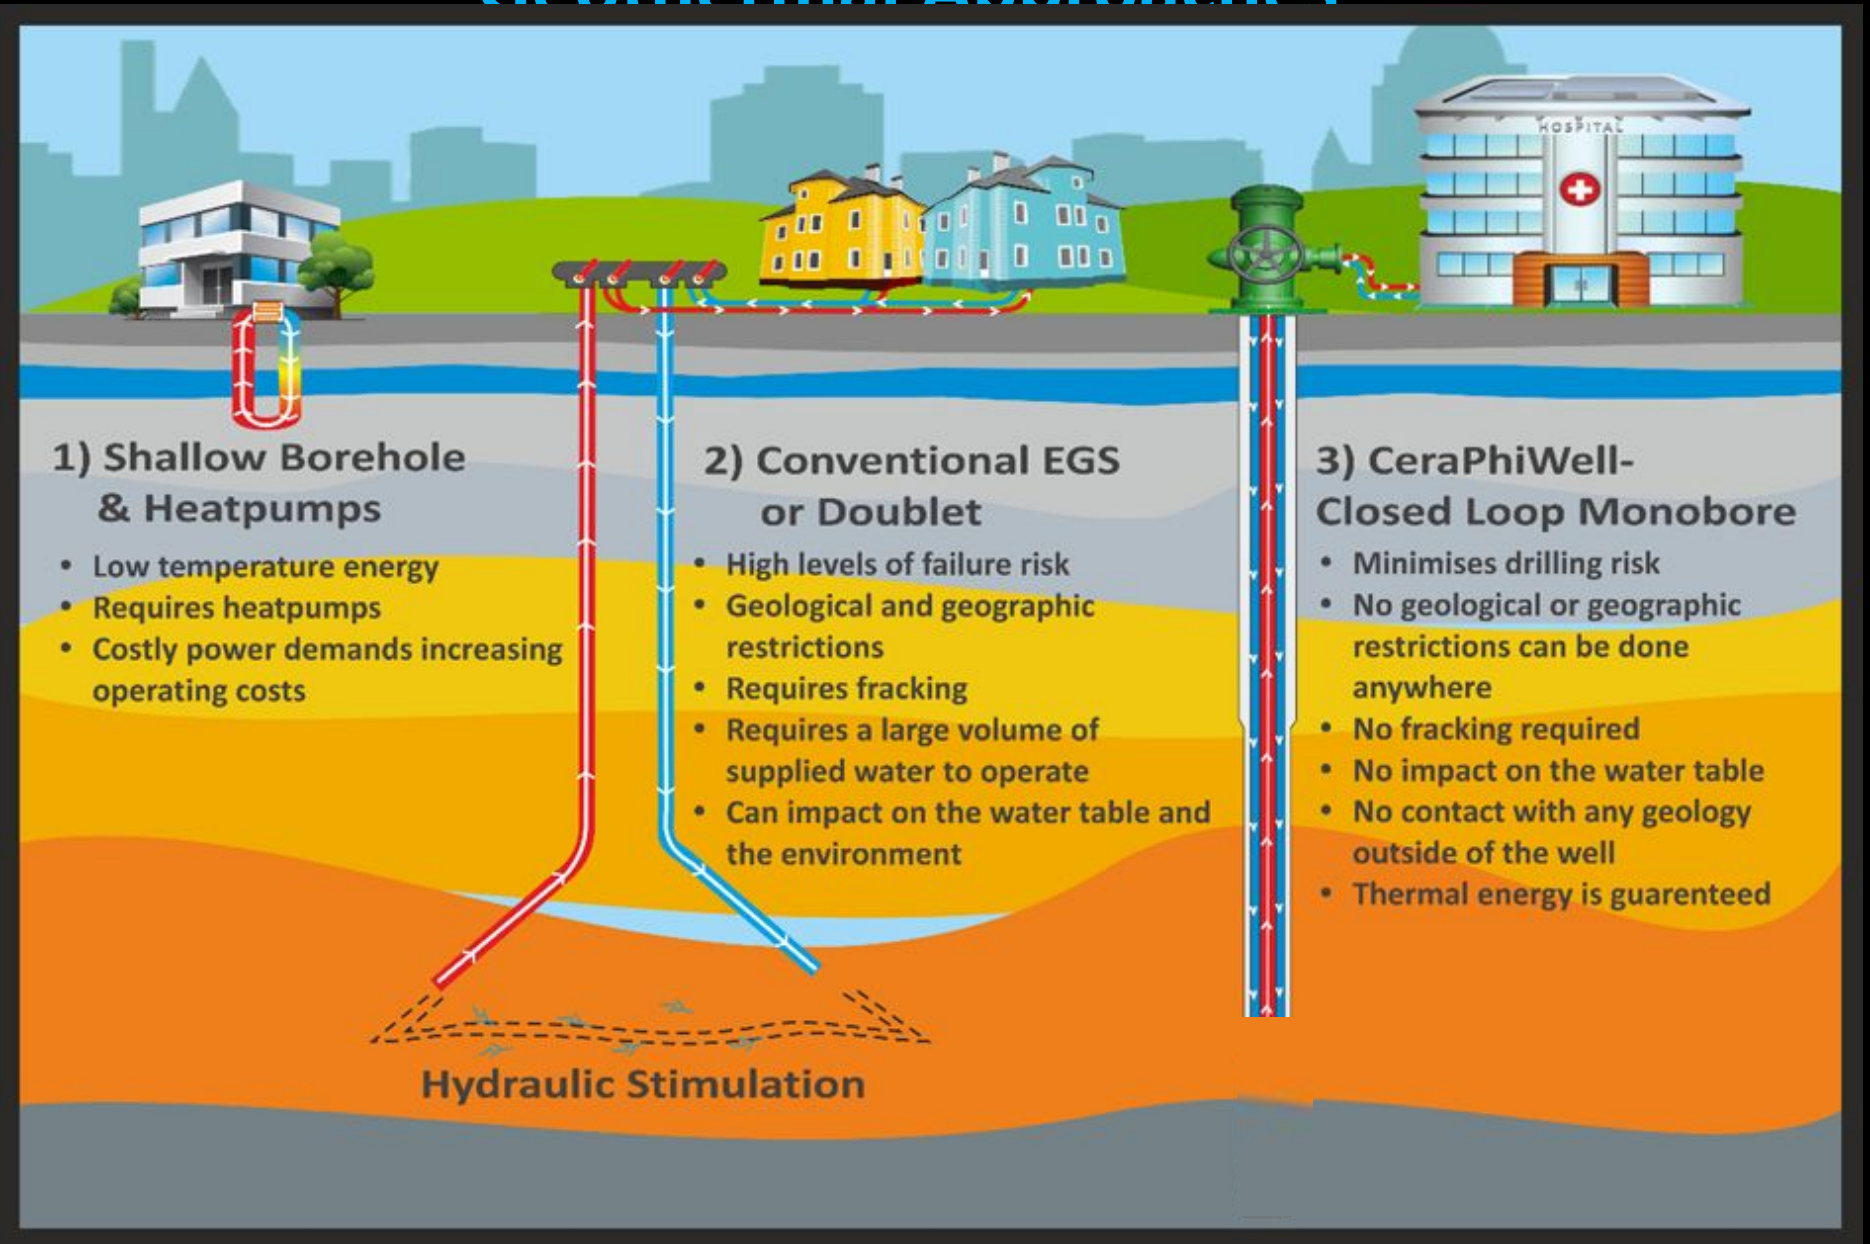 HOSPITAL
1) Shallow Borehole
& Heatpumps
• Low temperature energy
• Requires heatpumps
• Costly power demands increasing
operating costs
2) Conventional EGS
or Doublet
• High levels of failure risk
• Geological and geographic
restrictions
• Requires fracking
• Requires a large volume of
supplied water to operate
• Can impact on the water table and
the environment
3) CeraPhiWell-
Closed Loop Monobore
• Minimises drilling risk
• No geological or geographic
restrictions can be done
anywhere
• No fracking required
• No impact on the water table
• No contact with any geology
outside of the well
• Thermal energy is guarenteed
Hydraulic Stimulation